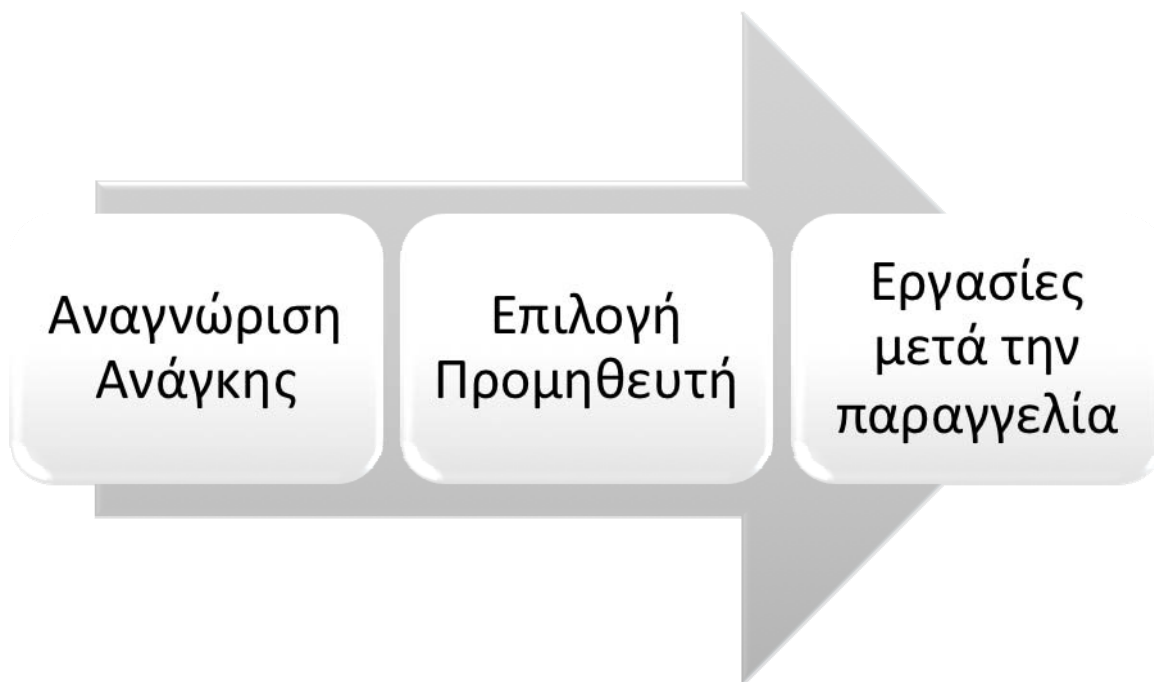 Αναγνώριση
Ανάγκης
Επιλογή
Προμηθευτή
Εργασίες
μετά την
παραγγελία